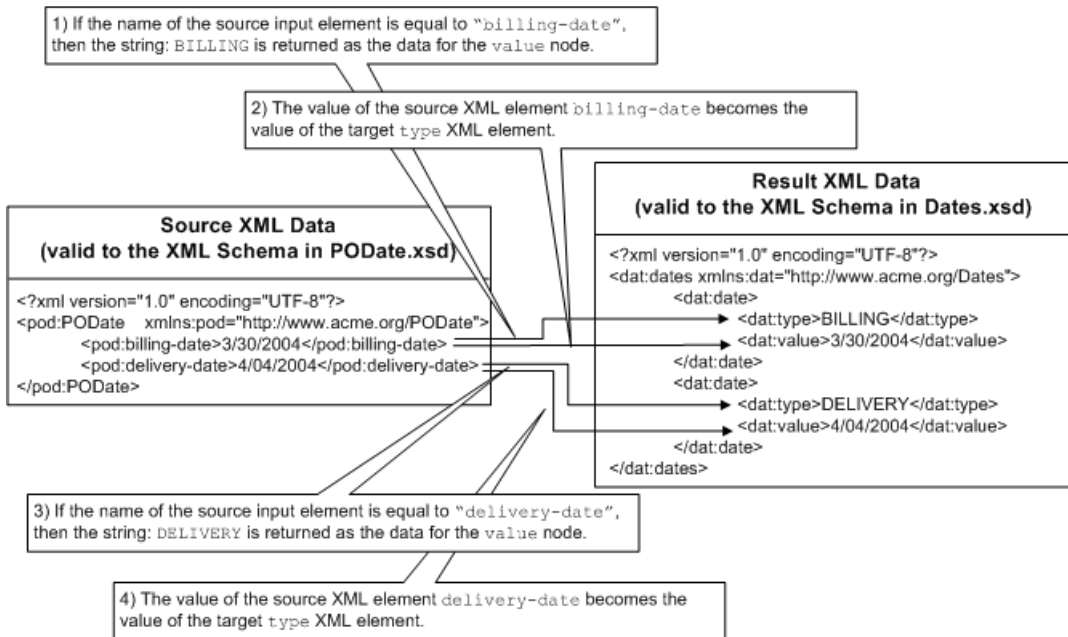 1) If the name of the source input element is equal to "billing-date",
then the string: BILLING is returned as the data for the value node.
2) The value of the source XML element billing-date becomes the
value of the target type XML element.
Source XML Data
(valid to the XML Schema in PODate.xsd)
<?xml version="1.0" encoding="UTF-8"?>
<pod:PODate xmlns:pod="http://www.acme.org/PODate">
<pod:billing-date>3/30/2004</pod:billing-date>
<pod:delivery-date>4/04/2004</pod:delivery-date>
</pod:PODate>
Result XML Data
(valid to the XML Schema in Dates.xsd)
<?xml version="1.0" encoding="UTF-8"?>
<dat:dates xmlns:dat="http://www.acme.org/Dates">
<dat:date>
<dat:type>BILLING</dat:type>
<dat:value>3/30/2004</dat:value>
</dat:date>
<dat:date>
<dat:type>DELIVERY</dat:type>
<dat:value>4/04/2004</dat:value>
</dat:date>
</dat:dates>
3) If the name of the source input element is equal to "delivery-date",
then the string: DELIVERY is returned as the data for the value node.
4) The value of the source XML element delivery-date becomes the
value of the target type XML element.